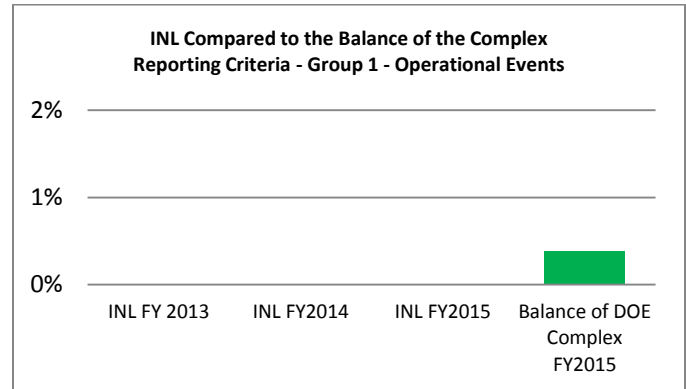 INL Compared to the Balance of the Complex
Reporting Criteria - Group 1 - Operational Events
2%
1%
0%
INL FY 2013
INL FY2014
INL FY2015
Balance of DOE
Complex
FY2015